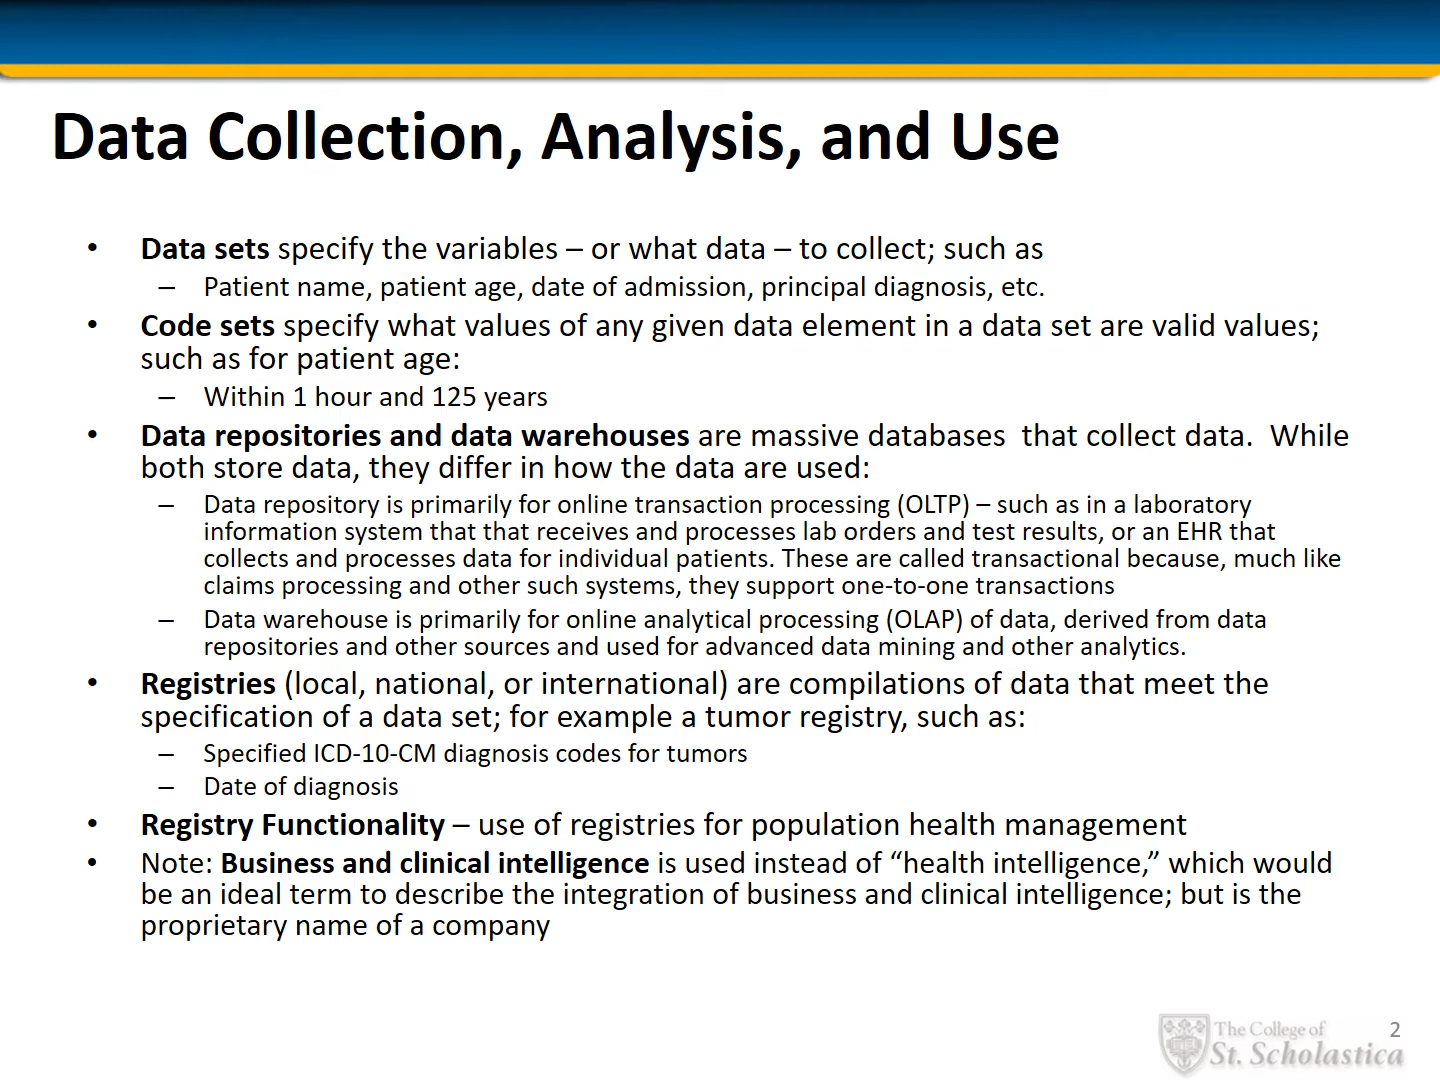 Data Collection, Analysis, and Use
• Data sets specify the variables – or what data – to collect; such as
– Patient name, patient age, date of admission, principal diagnosis, etc.
• Code sets specify what values of any given data element in a data set are valid values;
such as for patient age:
– Within 1 hour and 125 years
• Data repositories and data warehouses are massive databases  that collect data.  While
both store data, they differ in how the data are used:
– Data repository is primarily for online transaction processing (OLTP) – such as in a laboratory
information system that that receives and processes lab orders and test results, or an EHR that
collects and processes data for individual patients. These are called transactional because, much like
claims processing and other such systems, they support one-to-one transactions
– Data warehouse is primarily for online analytical processing (OLAP) of data, derived from data
repositories and other sources and used for advanced data mining and other analytics.
• Registries (local, national, or international) are compilations of data that meet the
specification of a data set; for example a tumor registry, such as:
– Specified ICD-10-CM diagnosis codes for tumors
– Date of diagnosis
• Registry Functionality – use of registries for population health management
• Note: Business and clinical intelligence is used instead of “health intelligence,” which would
be an ideal term to describe the integration of business and clinical intelligence; but is the
proprietary name of a company
The College of
St. Scholastica
2